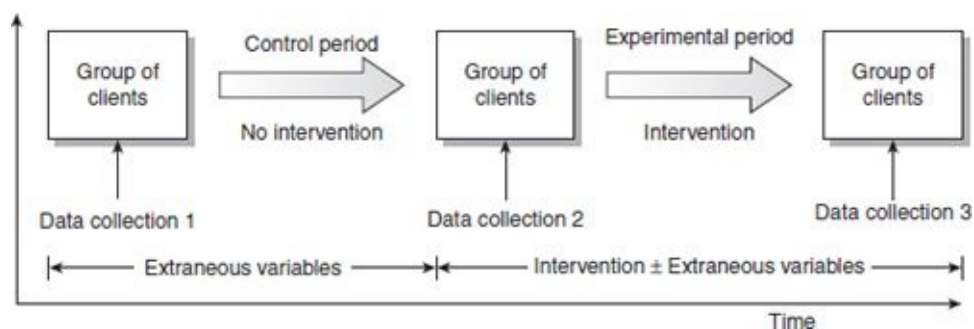 Group of
clients
Control period
No intervention
Group of
clients
Experimental period
Intervention
Group of
clients
Data collection 1
Data collection 2
Data collection 3
Extraneous variables
Intervention ± Extraneous variables
Time